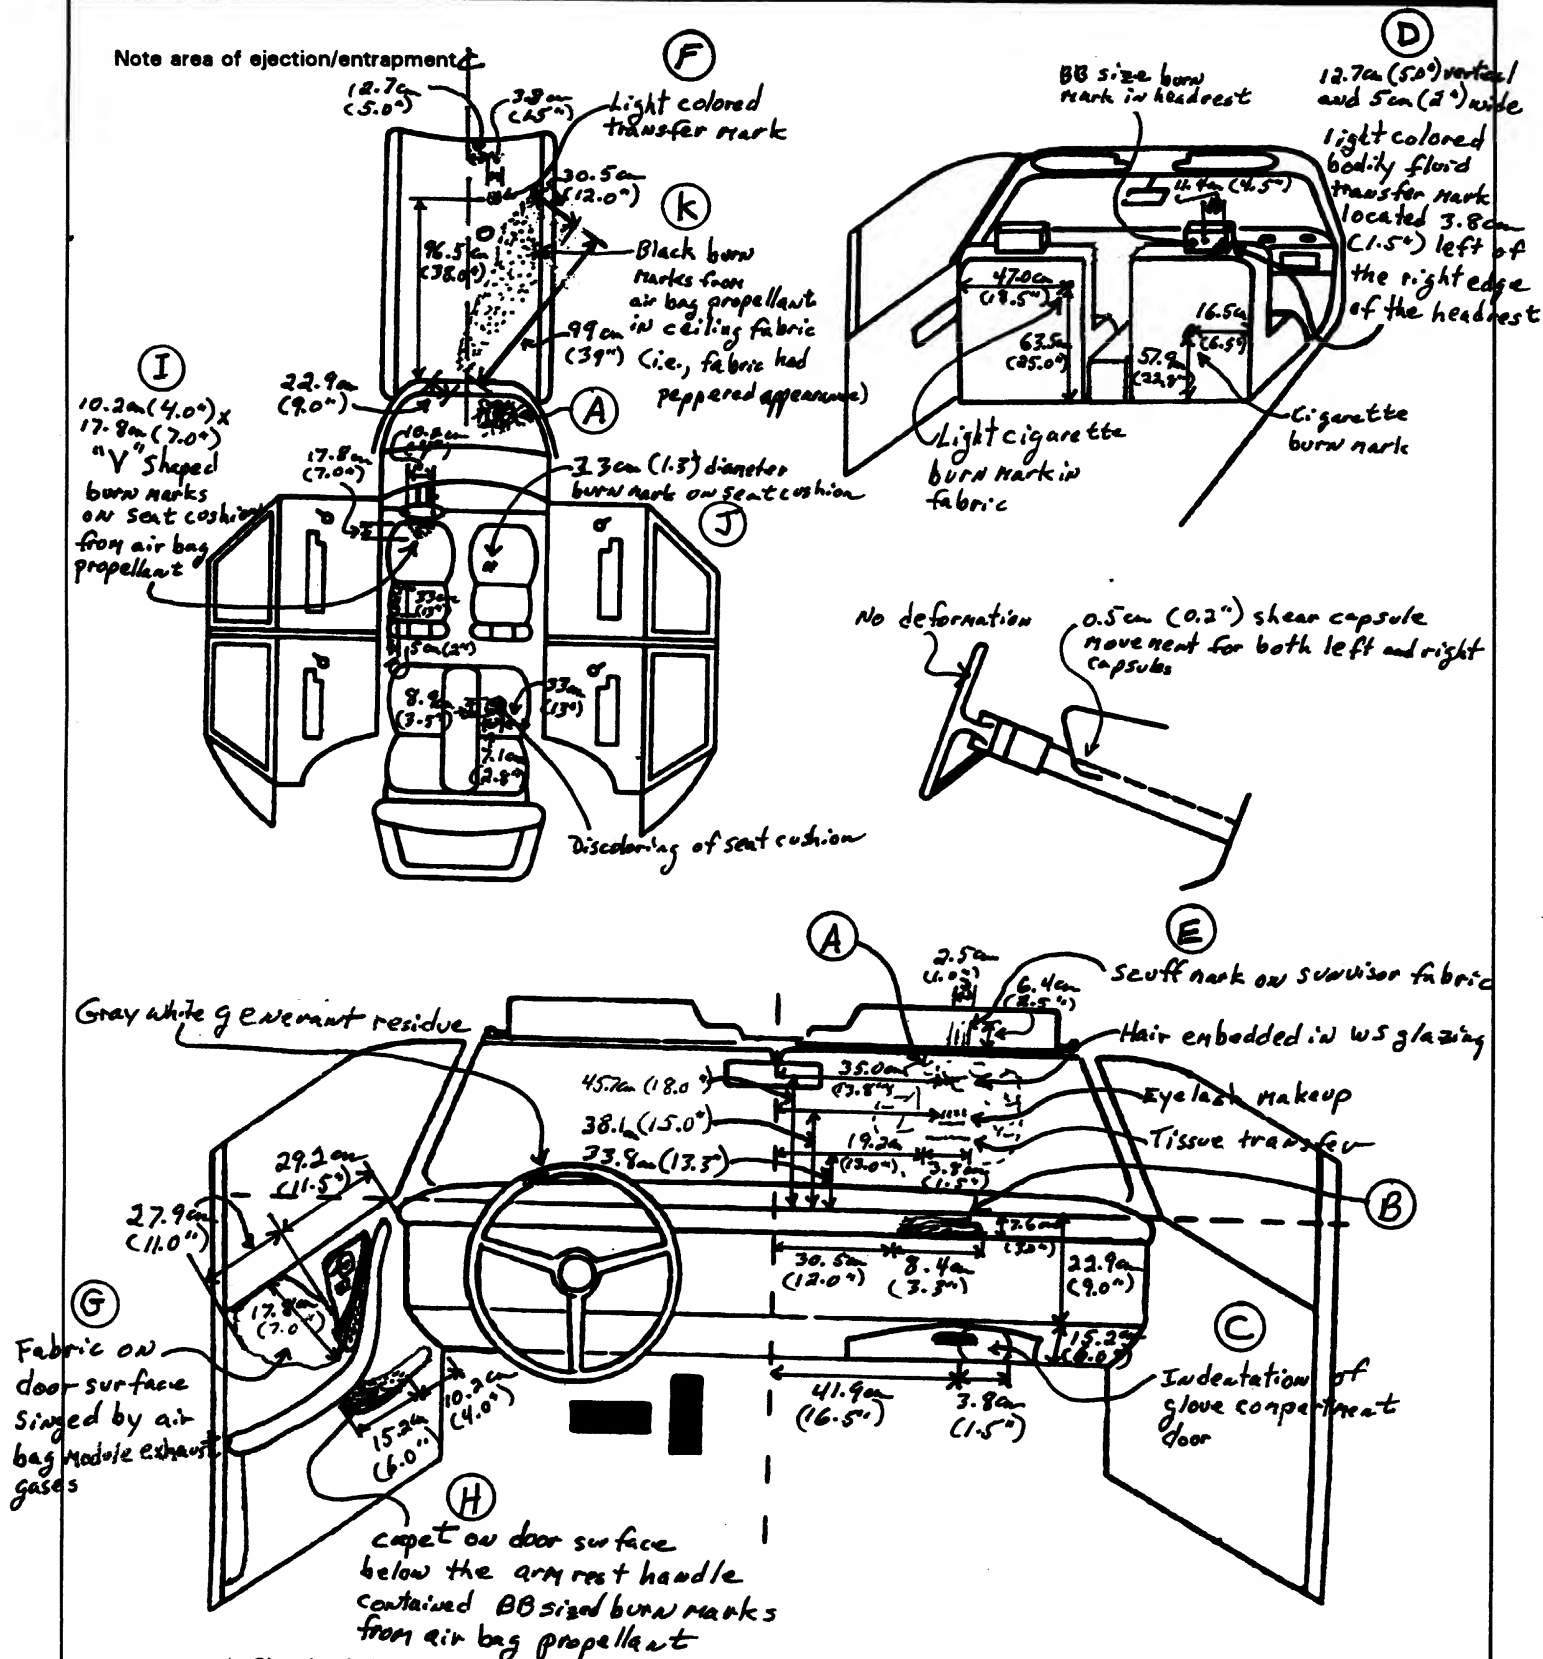 Note area of ejection/entrapment
12.7cm
(5.0")
3.8cm
(1.5")
F
Light colored
transfer mark
30.5cm
(12.0")
K
96.5cm
(38.0")
Black burn
marks from
air bag propellant
in ceiling fabric
(i.e., fabric had
peppered appearance)
99cm
(39")
22.9cm
(9.0")
A
I
10.2cm (4.0") x
17.8cm (7.0")
"V" shaped
burn marks
on seat cushion
from air bag
propellant
17.8cm
(7.0")
10.2cm
3.3cm (1.3") diameter
burn mark on seat cushion
J
33cm
(13")
5cm (2")
8.9cm
(3.5")
33cm
(13")
7.1cm
(2.8")
Discoloring of seat cushion
BB size burn
mark in headrest
D
12.7cm (5.0") vertical
and 5cm (2") wide
light colored
bodily fluid
transfer mark
located 3.8cm
(1.5") left of
the right edge
of the headrest
11.4cm (4.5")
47.0cm
(18.5")
63.5cm
(25.0")
16.5cm
(6.5")
57.9cm
(22.8")
Light cigarette
burn mark in
fabric
Cigarette
burn mark
No deformation
0.5cm (0.2") shear capsule
movement for both left and right
capsules
A
E
2.5cm
(1.0")
6.4cm
(2.5")
Scuff mark on sunvisor fabric
Gray white generant residue
Hair embedded in WS glazing
45.7cm (18.0")
35.0cm
(13.8")
Eyelash makeup
38.1cm (15.0")
Tissue transfer
33.8cm (13.3")
19.2cm
(13.0")
3.8cm
(1.5")
B
29.2cm
(11.5")
27.9cm
(11.0")
7.6cm
(3.0")
30.5cm
(12.0")
8.4cm
(3.3")
22.9cm
(9.0")
G
17.8cm
(7.0")
Fabric on
door surface
singed by air
bag module exhaust
gases
15.2cm
(6.0")
C
Indentation of
glove compartment
door
41.9cm
(16.5")
3.8cm
(1.5")
10.2cm
(4.0")
15.2cm
(6.0")
H
capet on door surface
below the arm rest handle
contained BB sized burn marks
from air bag propellant